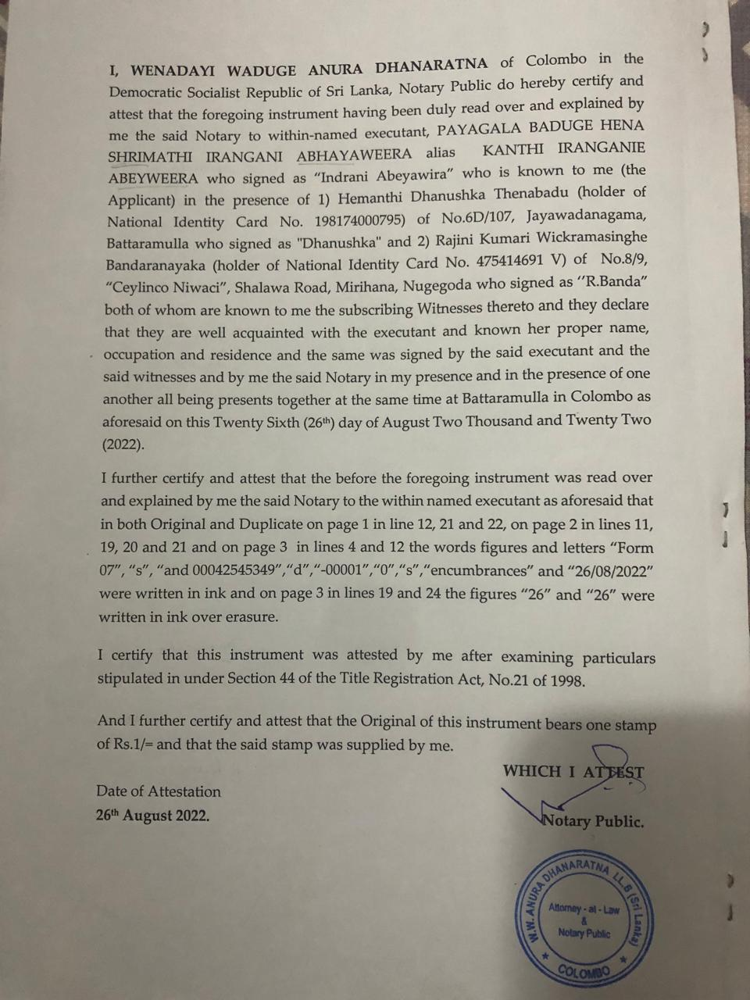 I, WENADAYI WADUGE ANURA DHANARATNA of Colombo in the
Democratic Socialist Republic of Sri Lanka, Notary Public do hereby certify and
attest that the foregoing instrument having been duly read over and explained by
me the said Notary to within-named executant, PAYAGALA BADUGE HENA
SHRIMATHI IRANGANI ABHAYAWEERA alias KANTHI IRANGANIE
ABEYWEERA who signed as “Indrani Abeyawira” who is known to me (the
Applicant) in the presence of 1) Hemanthi Dhanushka Thenabadu (holder of
National Identity Card No. 198174000795) of No.6D/107, Jayawadanagama,
Battaramulla who signed as "Dhanushka" and 2) Rajini Kumari Wickramasinghe
Bandaranayaka (holder of National Identity Card No. 475414691 V) of No.8/9,
“Ceylinco Niwaci”, Shalawa Road, Mirihana, Nugegoda who signed as ‘’R.Banda”
both of whom are known to me the subscribing Witnesses thereto and they declare
that they are well acquainted with the executant and known her proper name,
occupation and residence and the same was signed by the said executant and the
said witnesses and by me the said Notary in my presence and in the presence of one
another all being presents together at the same time at Battaramulla in Colombo as
aforesaid on this Twenty Sixth (26th) day of August Two Thousand and Twenty Two
(2022).
I further certify and attest that the before the foregoing instrument was read over
and explained by me the said Notary to the within named executant as aforesaid that
in both Original and Duplicate on page 1 in line 12, 21 and 22, on page 2 in lines 11,
19, 20 and 21 and on page 3 in lines 4 and 12 the words figures and letters “Form
07”, “s”, “and 00042545349”,“d”,“-00001”,“0”,“s”,“encumbrances” and “26/08/2022”
were written in ink and on page 3 in lines 19 and 24 the figures “26” and “26” were
written in ink over erasure.
I certify that this instrument was attested by me after examining particulars
stipulated in under Section 44 of the Title Registration Act, No.21 of 1998.
And I further certify and attest that the Original of this instrument bears one stamp
of Rs.1/= and that the said stamp was supplied by me.
WHICH I ATTEST
Date of Attestation
26th August 2022.
Notary Public.
W.W. ANURA DHANARATNA LL.B (Sri Lanka)
Attorney - at - Law
&
Notary Public
★ COLOMBO ★